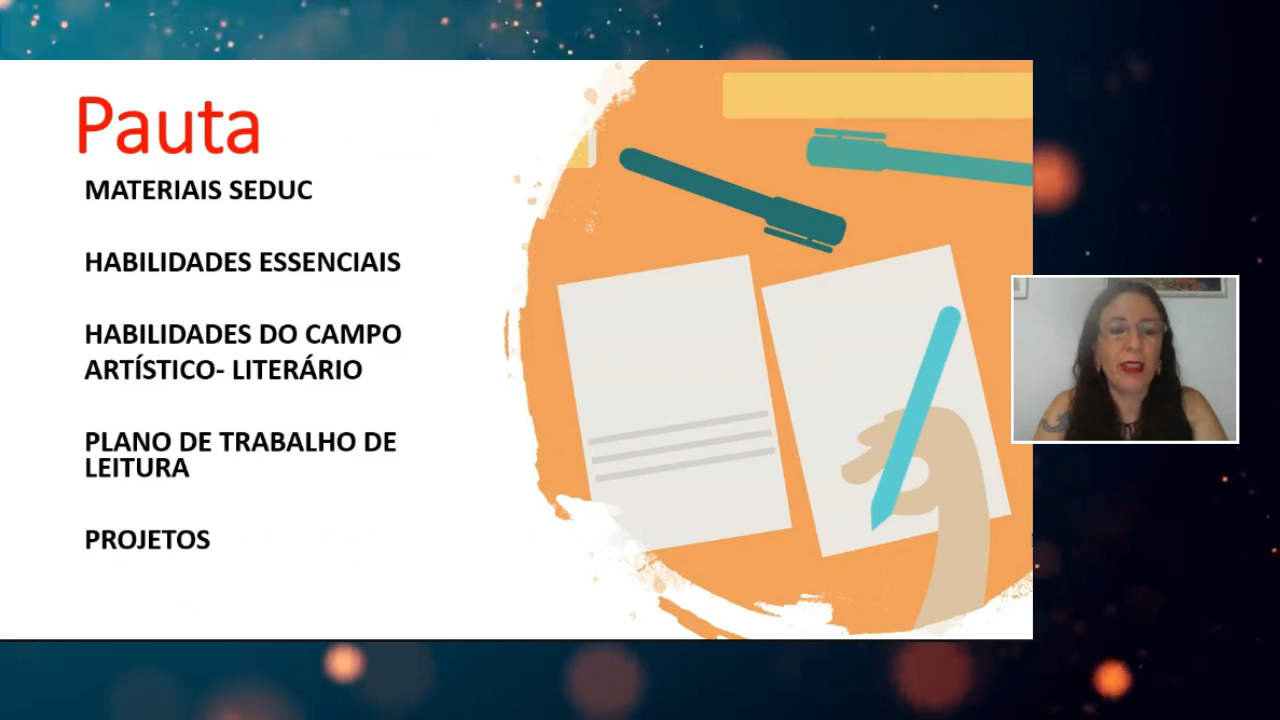 Pauta
MATERIAIS SEDUC
HABILIDADES ESSENCIAIS
HABILIDADES DO CAMPO
ARTÍSTICO- LITERÁRIO
PLANO DE TRABALHO DE
LEITURA
PROJETOS